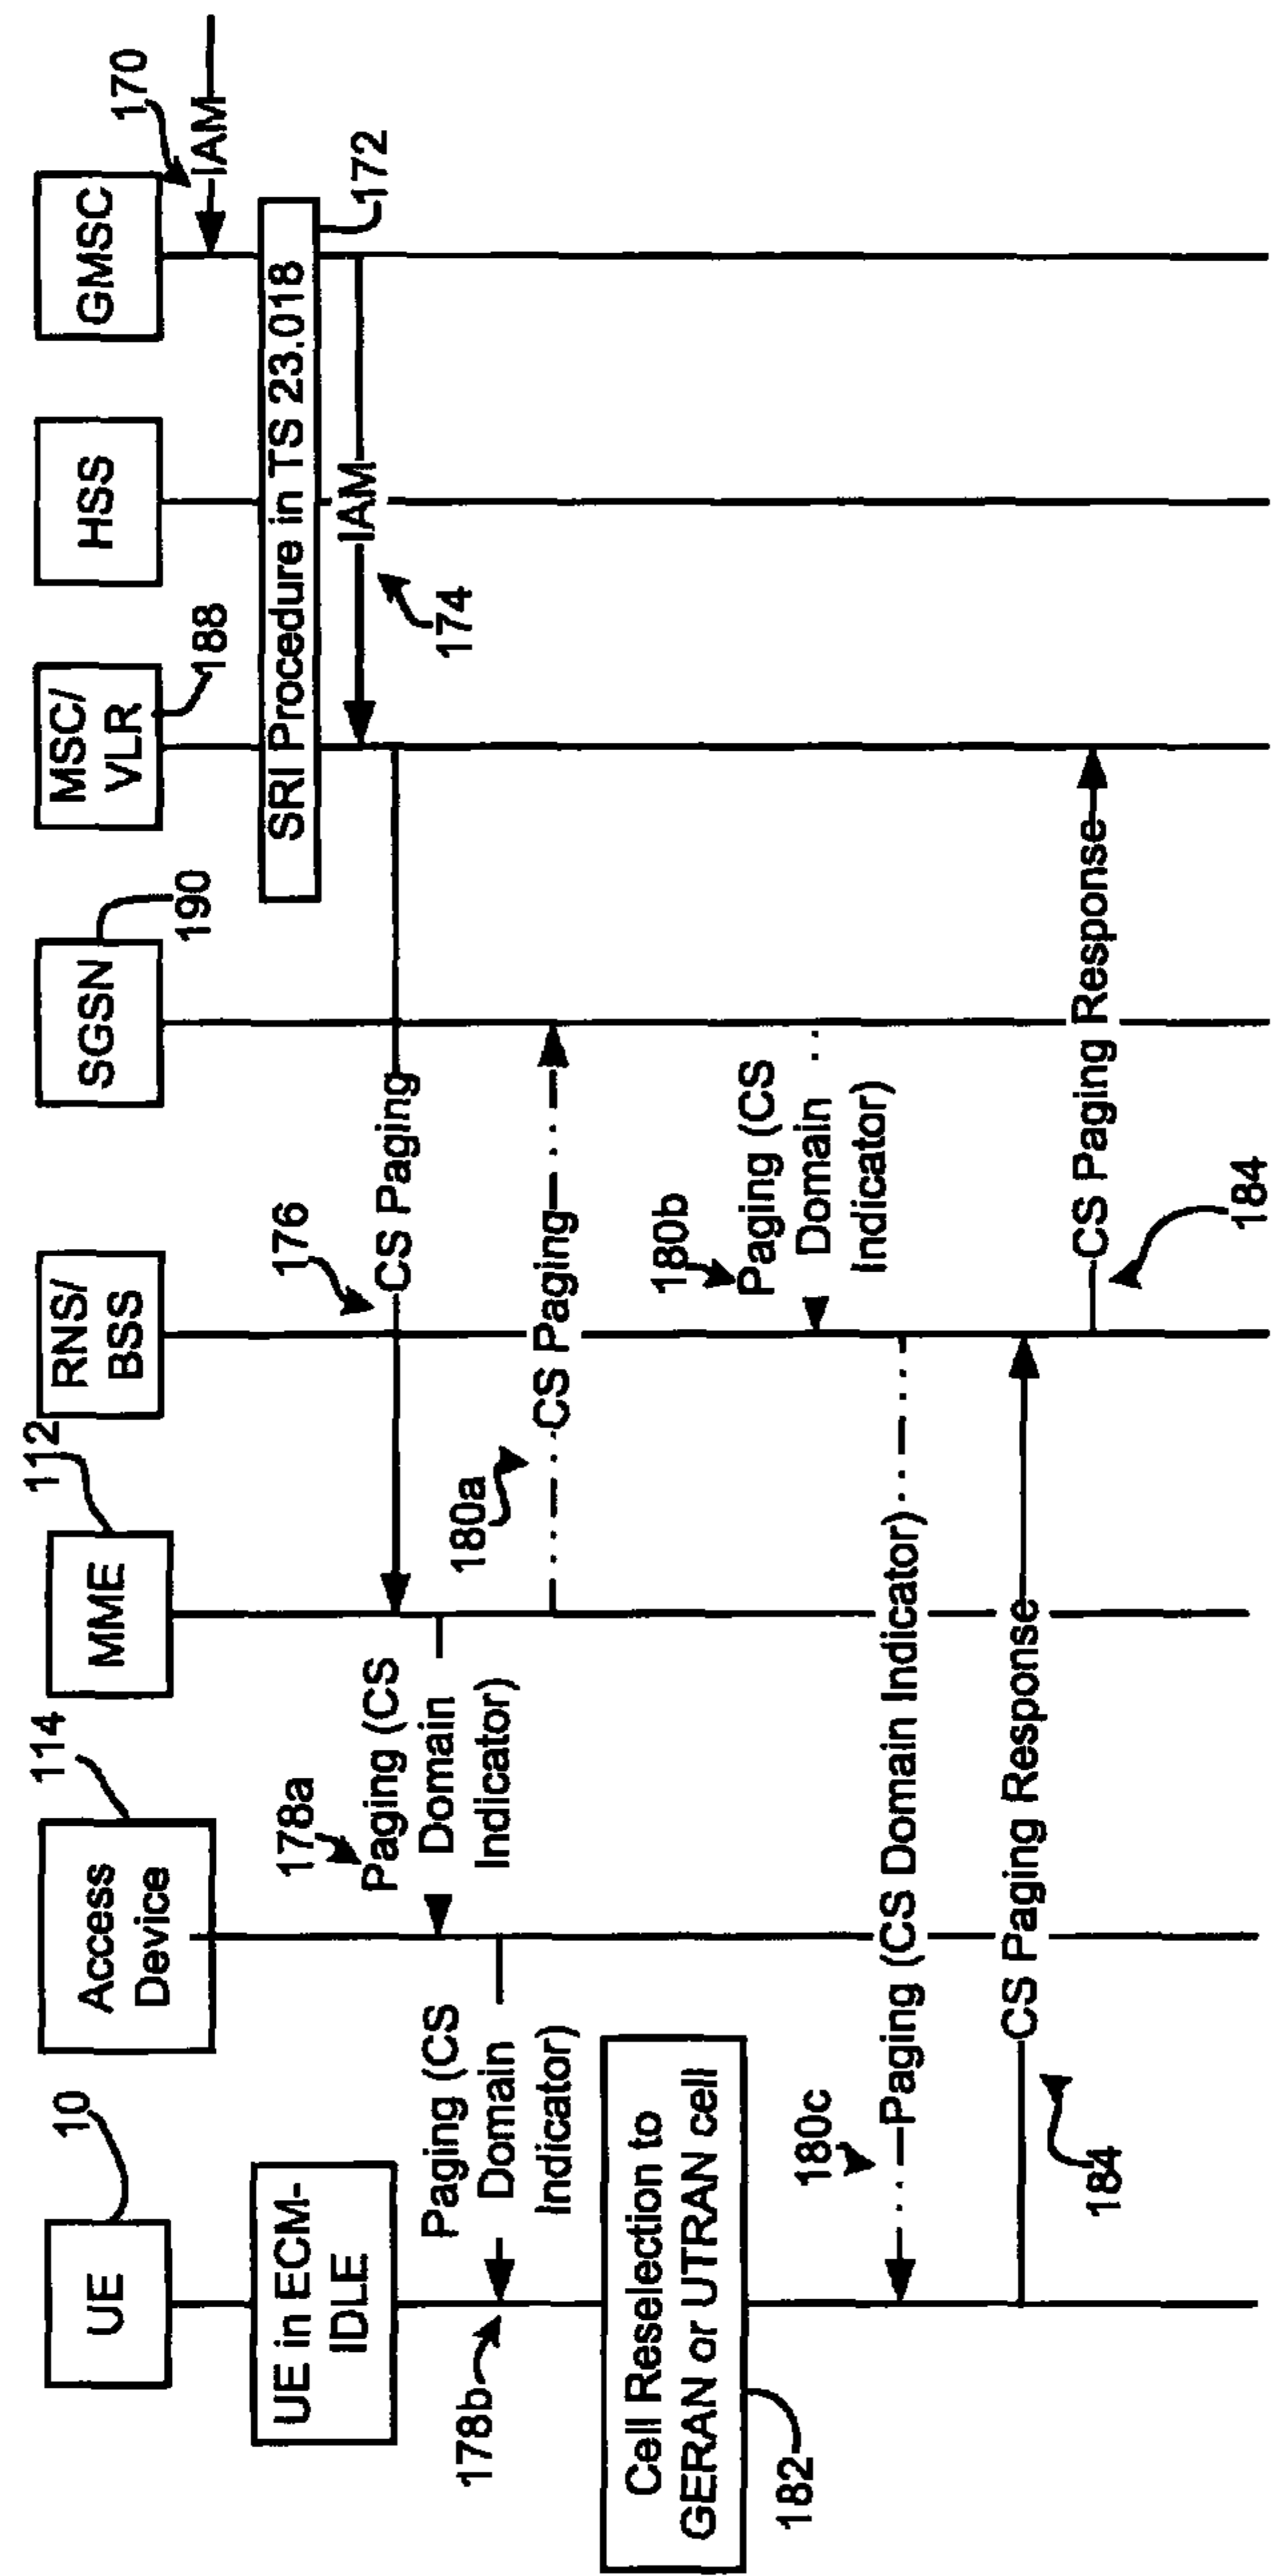 UE
10
Access
Device
114
MME
112
RNS/
BSS
SGSN
190
MSC/
VLR
188
HSS
GMSC
170
IAM
UE in ECM-
IDLE
SRI Procedure in TS 23.018
172
IAM
174
176
CS Paging
178a
Paging (CS
Domain
Indicator)
178b
Paging (CS
Domain
Indicator)
180a
CS Paging
Cell Reselection to
GERAN or UTRAN cell
182
180b
Paging (CS
Domain
Indicator)
180c
Paging (CS Domain Indicator)
CS Paging Response
184
CS Paging Response
184